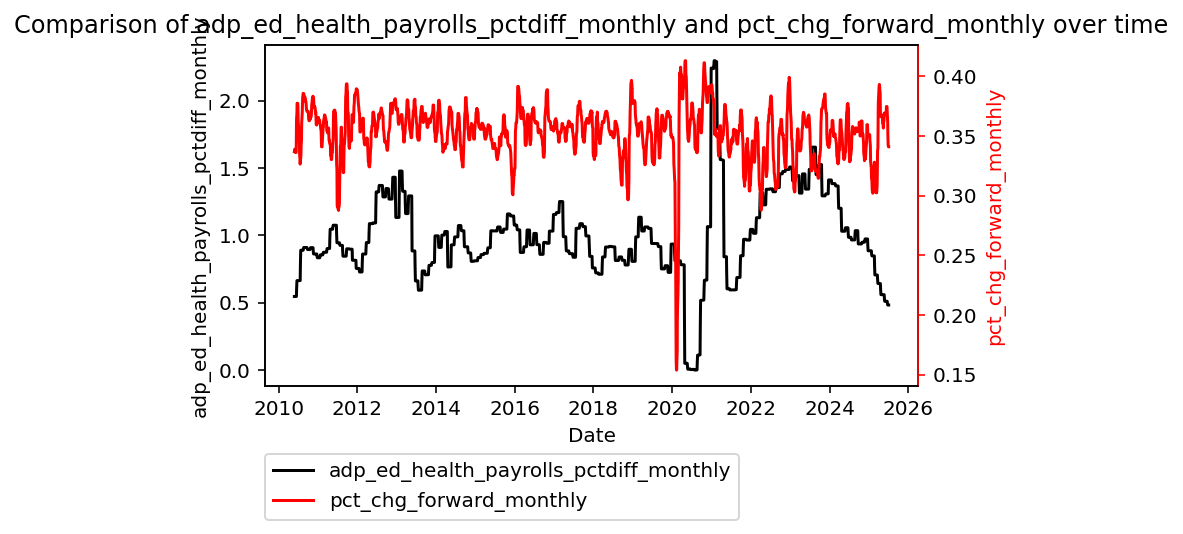 Comparison of adp_ed_health_payrolls_pctdiff_monthly and pct_chg_forward_monthly over time
adp_ed_health_payrolls_pctdiff_monthly
2.0
1.5
1.0
0.5
0.0
0.40
0.35
0.30
0.25
0.20
0.15
pct_chg_forward_monthly
2010 2012 2014 2016 2018 2020 2022 2024 2026
Date
adp_ed_health_payrolls_pctdiff_monthly
pct_chg_forward_monthly